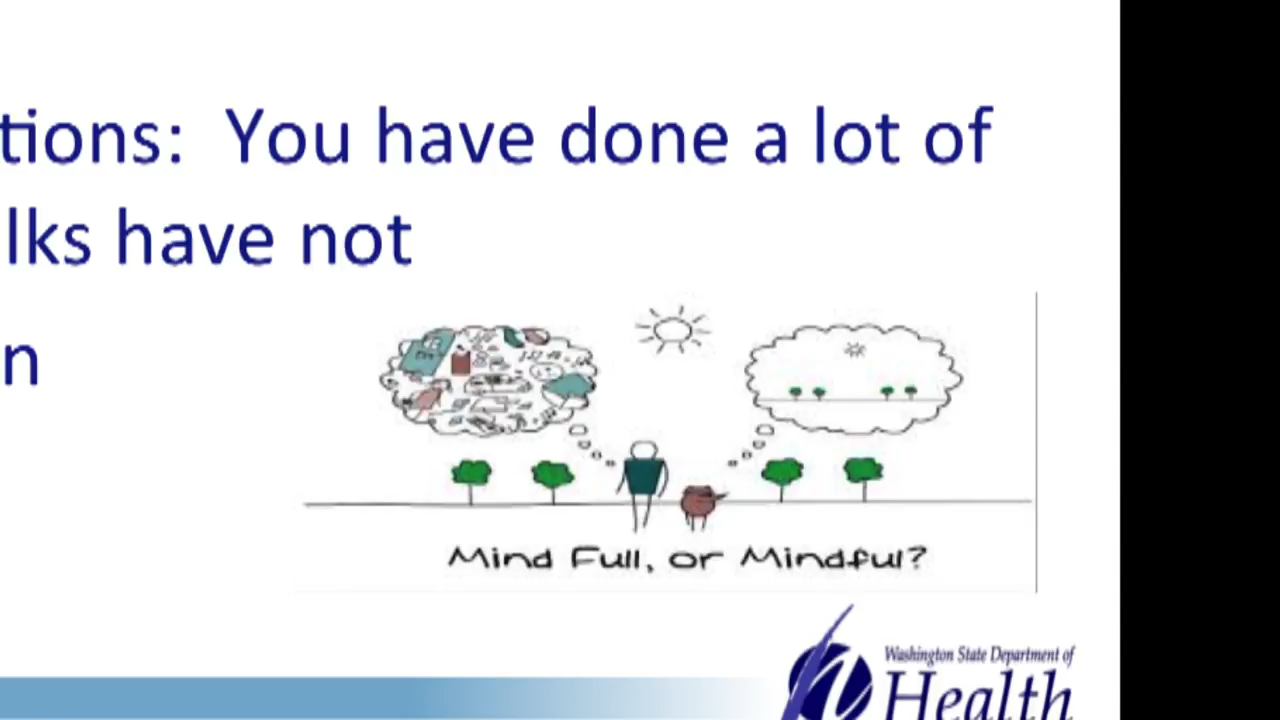 tions: You have done a lot of
lks have not
n
Mind Full, or Mindful?
Washington State Department of
Health